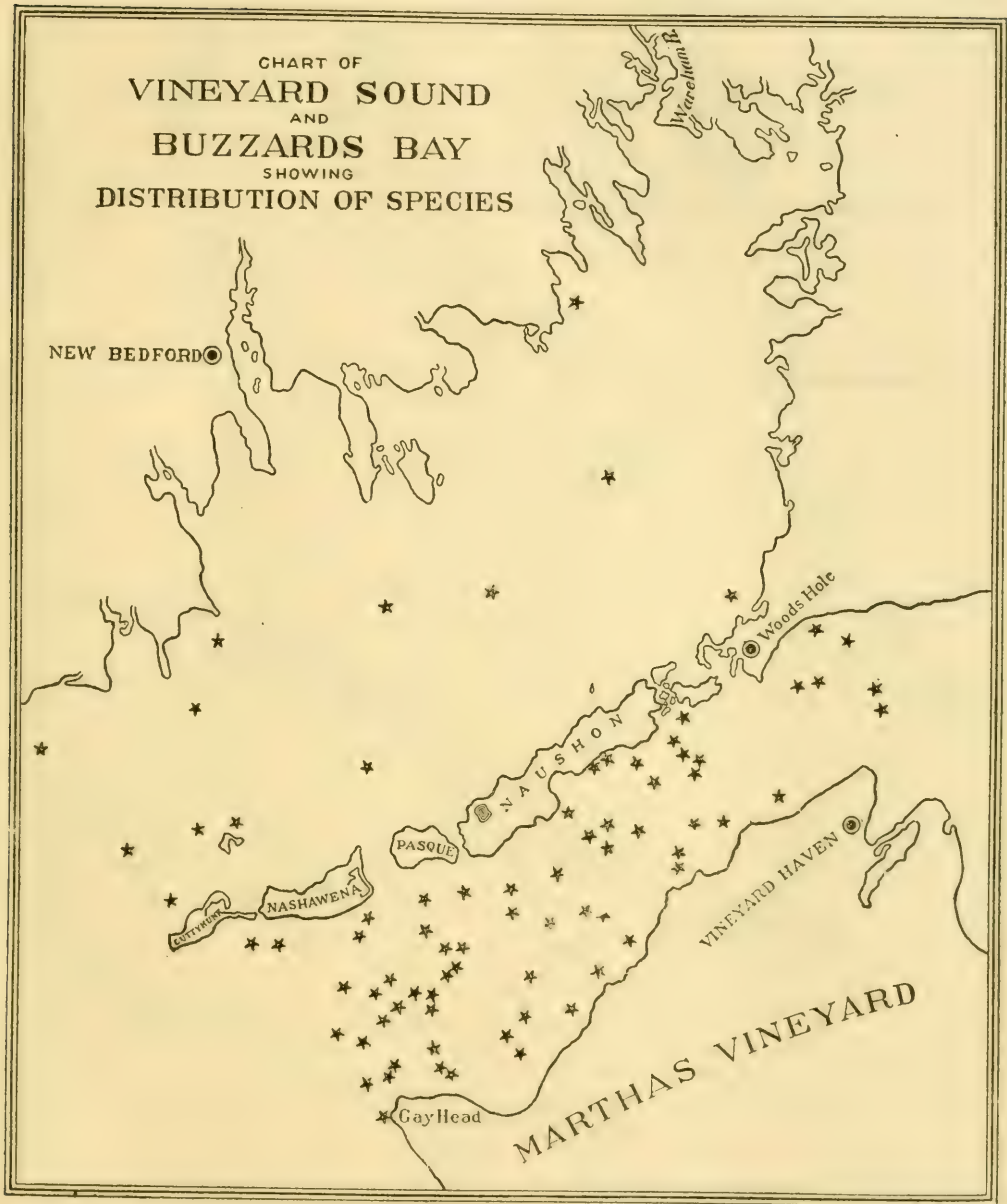 CHART OF
VINEYARD SOUND
AND
BUZZARDS BAY
SHOWING
DISTRIBUTION OF SPECIES
Wareham R.
NEW BEDFORD
Woods Hole
NAUSHON
PASQUE
NASHAWENA
CUTTYHUNK
VINEYARD HAVEN
MARTHAS VINEYARD
Gay Head